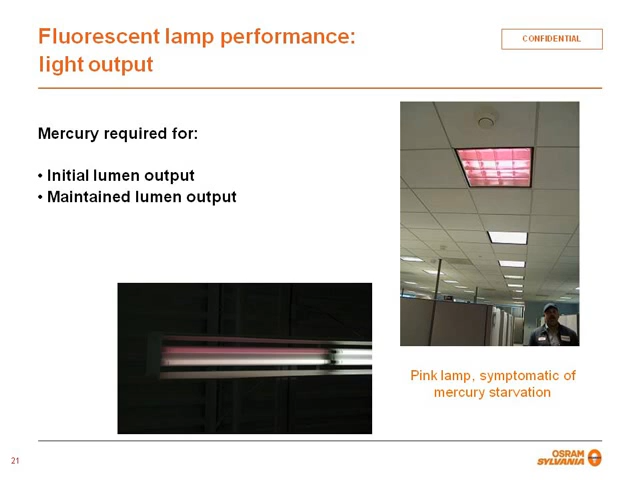 Fluorescent lamp performance:
light output
CONFIDENTIAL
Mercury required for:
• Initial lumen output
• Maintained lumen output
Pink lamp, symptomatic of
mercury starvation
21
OSRAM
SYLVANIA